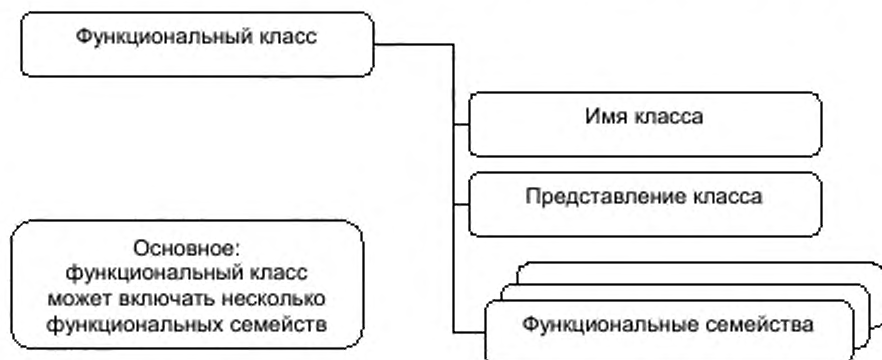 Функциональный класс
Имя класса
Представление класса
Основное:
функциональный класс
может включать несколько
функциональных семейств
Функциональные семейства